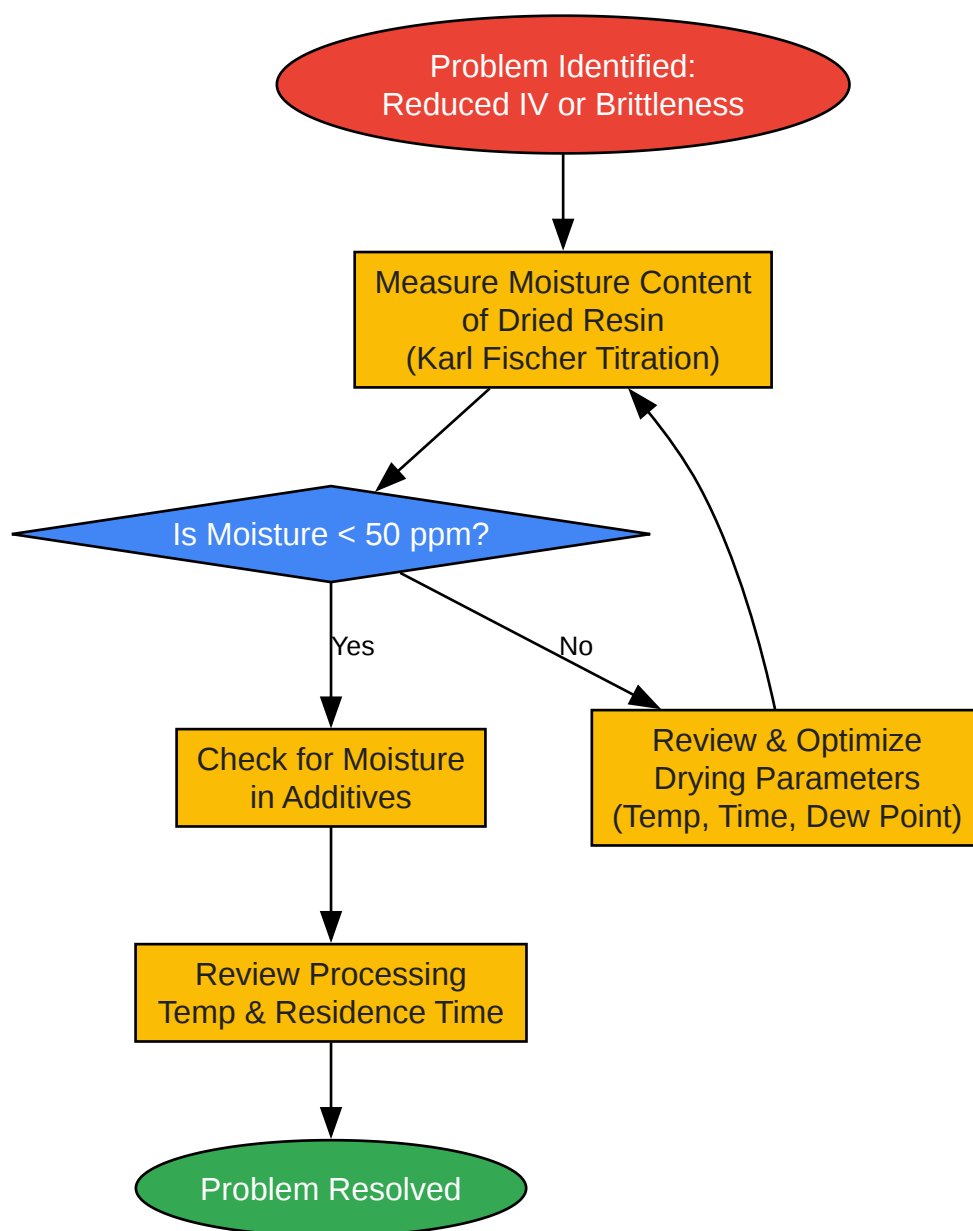 Problem Identified:
Reduced IV or Brittleness
Measure Moisture Content
of Dried Resin
(Karl Fischer Titration)
Is Moisture < 50 ppm?
Yes
No
Check for Moisture
in Additives
Review & Optimize
Drying Parameters
(Temp, Time, Dew Point)
Review Processing
Temp & Residence Time
Problem Resolved